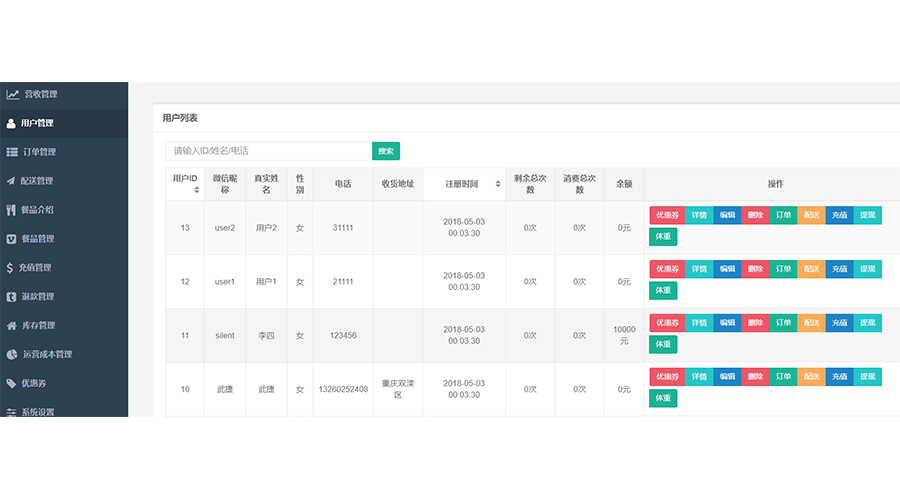 营收管理
用户管理
订单管理
配送管理
餐品介绍
餐品管理
充值管理
退款管理
库存管理
运营成本管理
优惠券
系统设置
用户列表
请输入ID/姓名/电话 搜索
用户ID 微信昵称 真实姓名 性别 电话 收货地址 注册时间 剩余总次数 消费总次数 余额 操作
13 user2 用户2 女 31111 2018-05-03 00:03:30 0次 0次 0元 优惠券 详情 编辑 删除 订单 配送 充值 提现
体重
12 user1 用户1 女 21111 2018-05-03 00:03:30 0次 0次 0元 优惠券 详情 编辑 删除 订单 配送 充值 提现
体重
11 silent 李四 女 123456 2018-05-03 00:03:30 0次 0次 10000元 优惠券 详情 编辑 删除 订单 配送 充值 提现
体重
10 武捷 武捷 女 13260252408 重庆双滦区 2018-05-03 00:03:30 0次 0次 0元 优惠券 详情 编辑 删除 订单 配送 充值 提现
体重